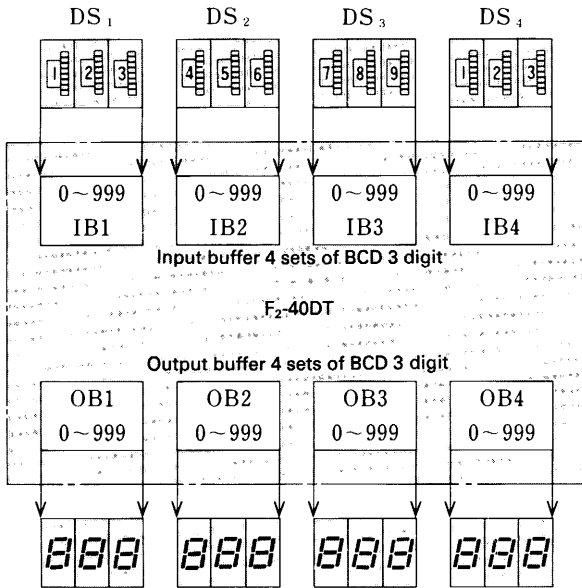 DS₁ DS₂ DS₃ DS₄
1 2 3 4 5 6 7 8 9 1 2 3
0~999 0~999 0~999 0~999
IB1 IB2 IB3 IB4
Input buffer 4 sets of BCD 3 digit
F₂-40DT
Output buffer 4 sets of BCD 3 digit
OB1 OB2 OB3 OB4
0~999 0~999 0~999 0~999
888 888 888 888